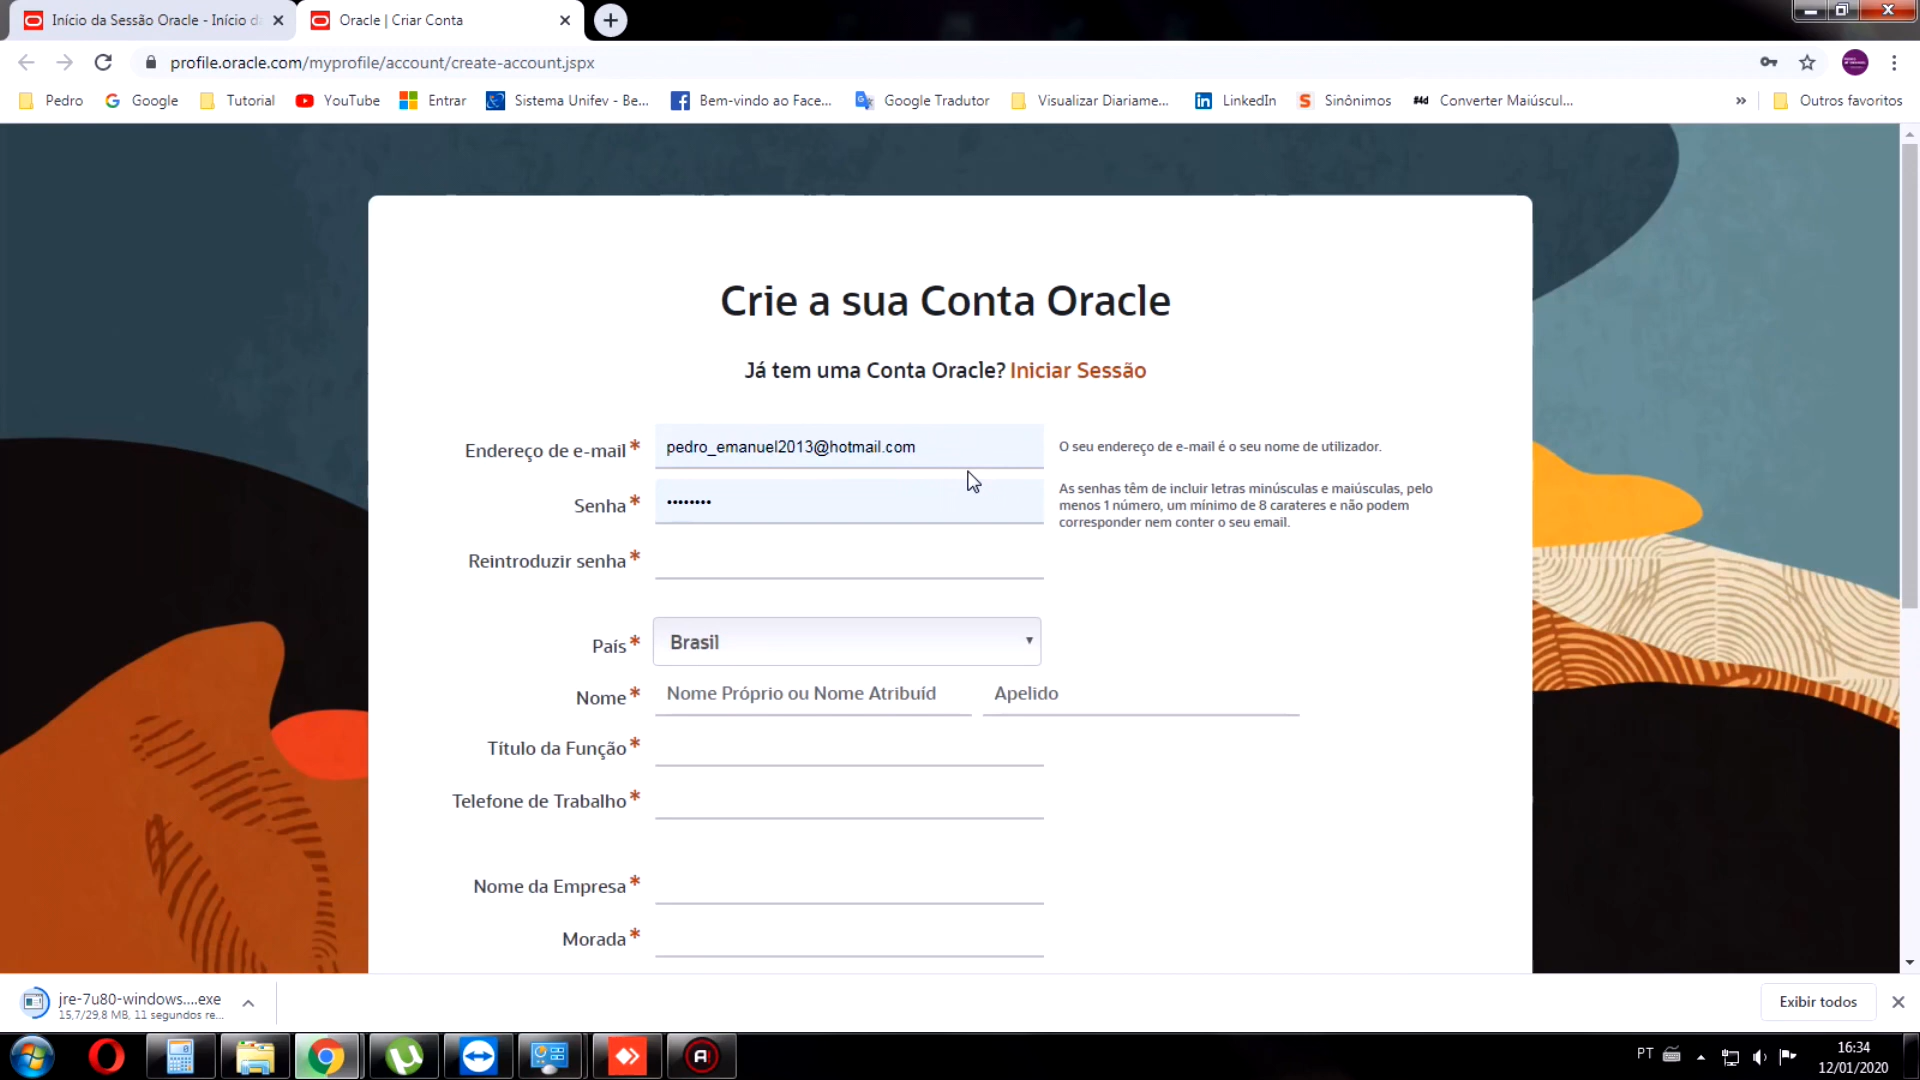 Início da Sessão Oracle - Início d
Oracle | Criar Conta
profile.oracle.com/myprofile/account/create-account.jspx
Pedro
Google
Tutorial
YouTube
Entrar
Sistema Unifev - Be...
Bem-vindo ao Face...
Google Tradutor
Visualizar Diariame...
LinkedIn
S
Sinônimos
Converter Maiúscul...
»
Outros favoritos
Crie a sua Conta Oracle
Já tem uma Conta Oracle? Iniciar Sessão
Endereço de e-mail* pedro_emanuel2013@hotmail.com
O seu endereço de e-mail é o seu nome de utilizador.
Senha* ••••••••
As senhas têm de incluir letras minúsculas e maiúsculas, pelo
menos 1 número, um mínimo de 8 carateres e não podem
corresponder nem conter o seu email.
Reintroduzir senha*
País* Brasil
Nome* Nome Próprio ou Nome Atribuíd Apelido
Título da Função*
Telefone de Trabalho*
Nome da Empresa*
Morada*
jre-7u80-windows....exe
15,7/29,8 MB, 11 segundos re...
Exibir todos
PT
16:34
12/01/2020